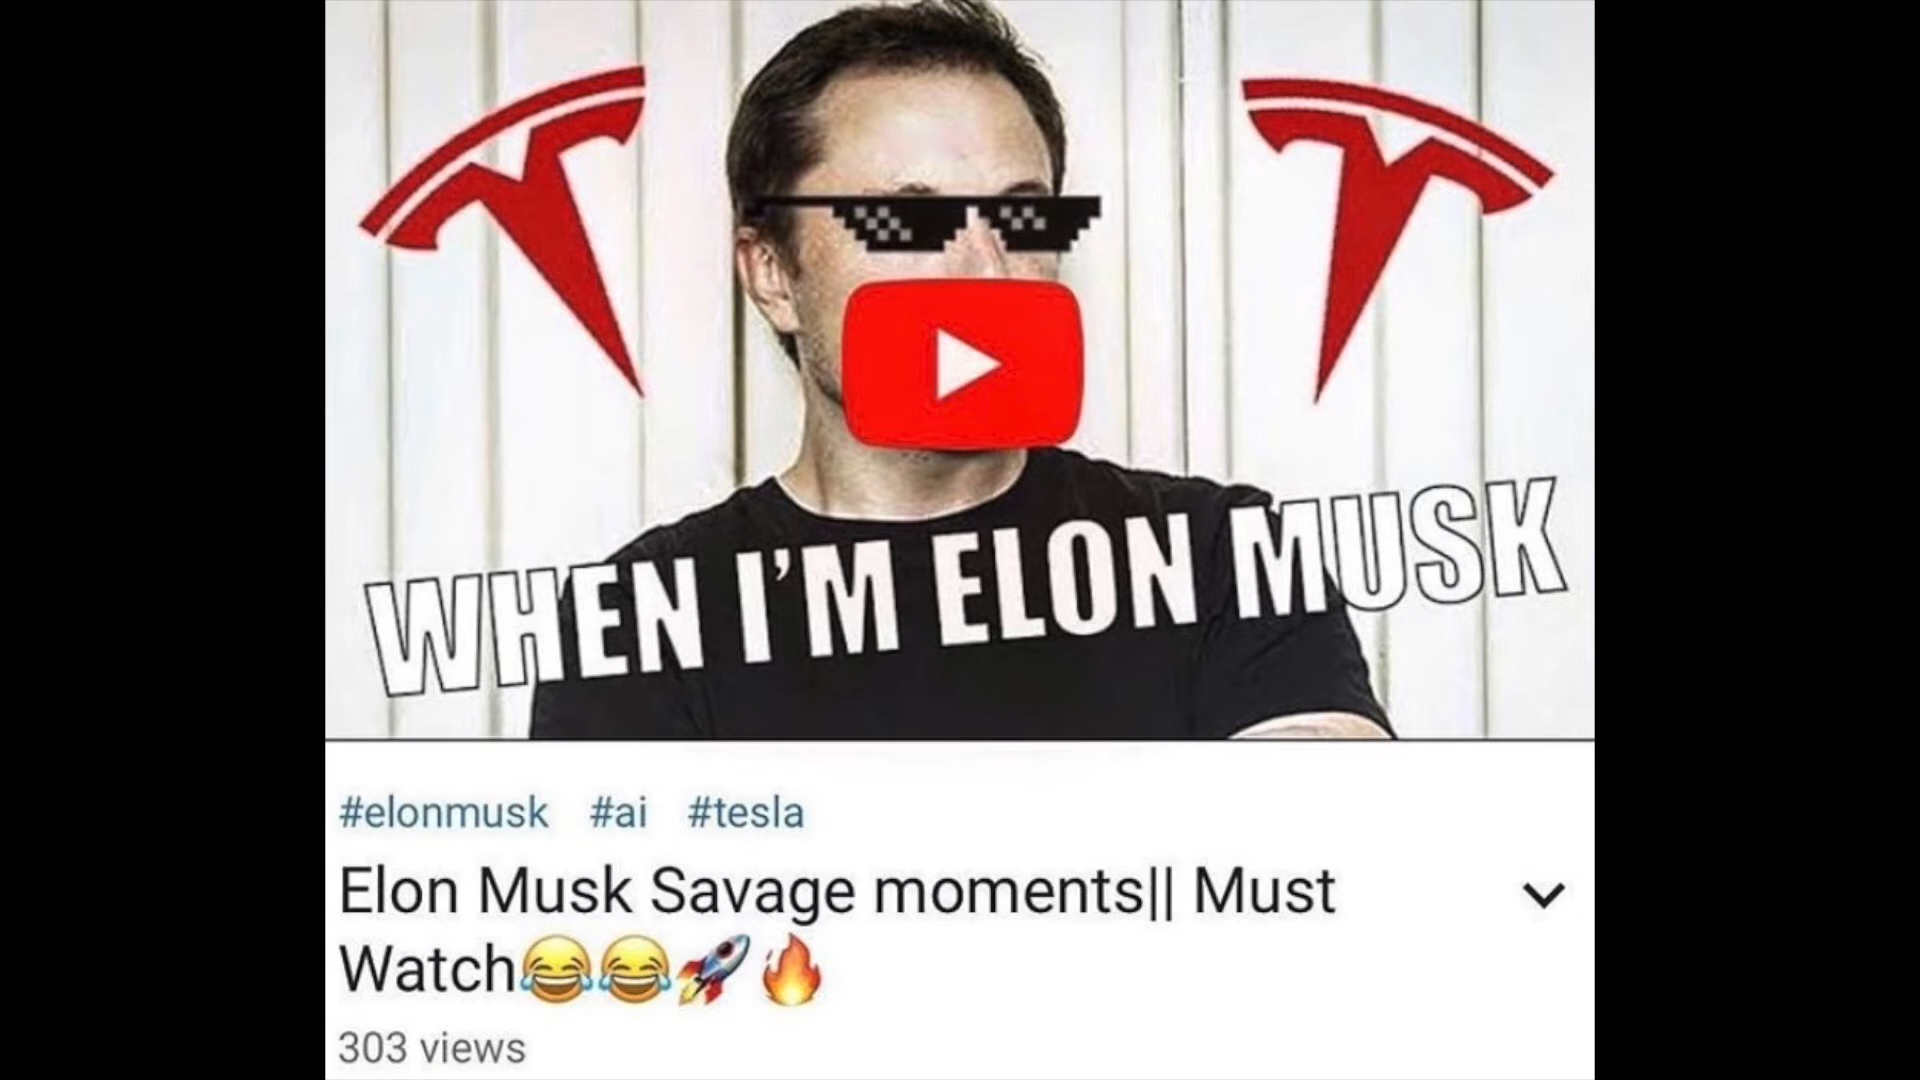 WHEN I'M ELON MUSK
#elonmusk #ai #tesla
Elon Musk Savage moments|| Must
Watch😂😂🚀🔥
303 views